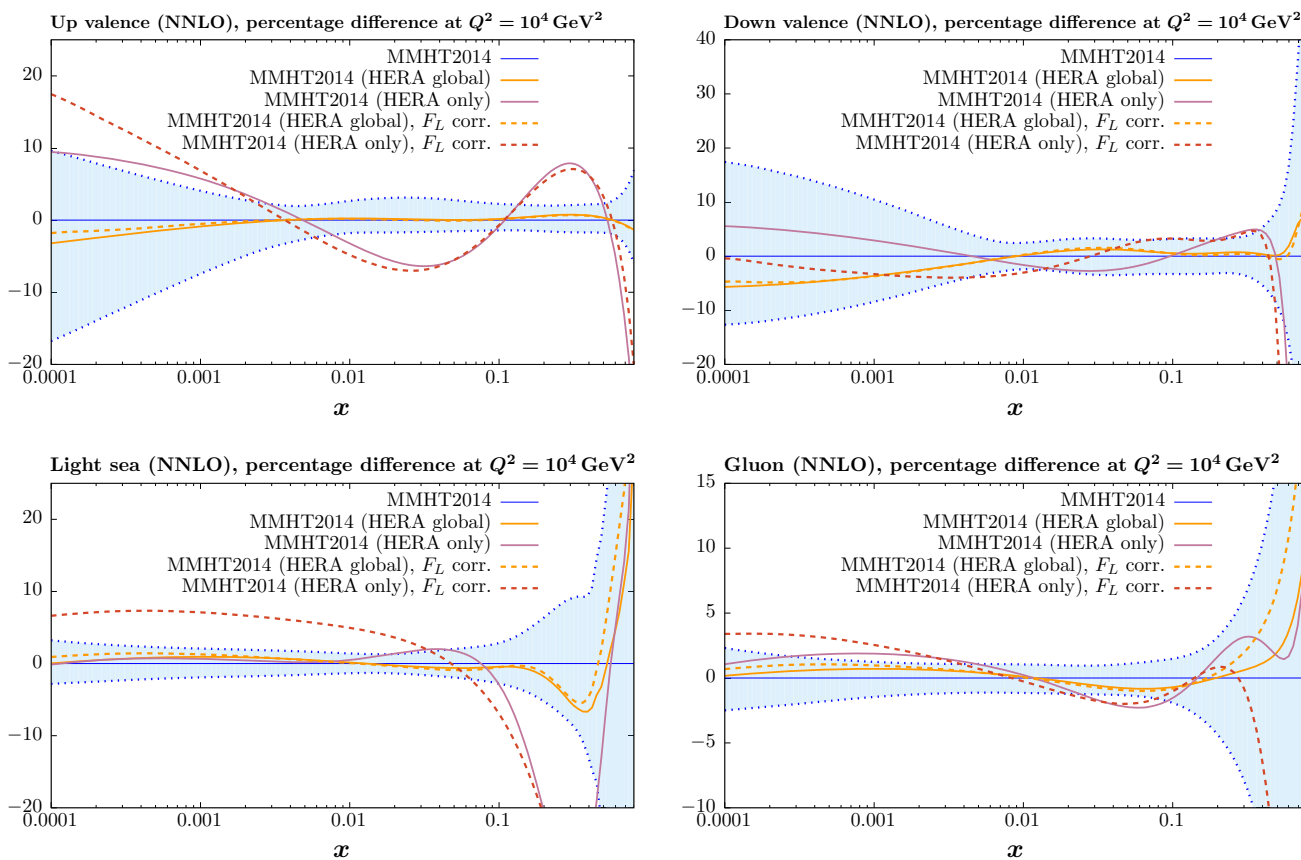 Up valence (NNLO), percentage difference at Q² = 10⁴ GeV²
MMHT2014
MMHT2014 (HERA global)
MMHT2014 (HERA only)
MMHT2014 (HERA global), F_L corr.
MMHT2014 (HERA only), F_L corr.
20
10
0
−10
−20
0.0001 0.001 0.01 0.1
x
Down valence (NNLO), percentage difference at Q² = 10⁴ GeV²
MMHT2014
MMHT2014 (HERA global)
MMHT2014 (HERA only)
MMHT2014 (HERA global), F_L corr.
MMHT2014 (HERA only), F_L corr.
40
30
20
10
0
−10
−20
0.0001 0.001 0.01 0.1
x
Light sea (NNLO), percentage difference at Q² = 10⁴ GeV²
MMHT2014
MMHT2014 (HERA global)
MMHT2014 (HERA only)
MMHT2014 (HERA global), F_L corr.
MMHT2014 (HERA only), F_L corr.
20
10
0
−10
−20
0.0001 0.001 0.01 0.1
x
Gluon (NNLO), percentage difference at Q² = 10⁴ GeV²
MMHT2014
MMHT2014 (HERA global)
MMHT2014 (HERA only)
MMHT2014 (HERA global), F_L corr.
MMHT2014 (HERA only), F_L corr.
15
10
5
0
−5
−10
0.0001 0.001 0.01 0.1
x